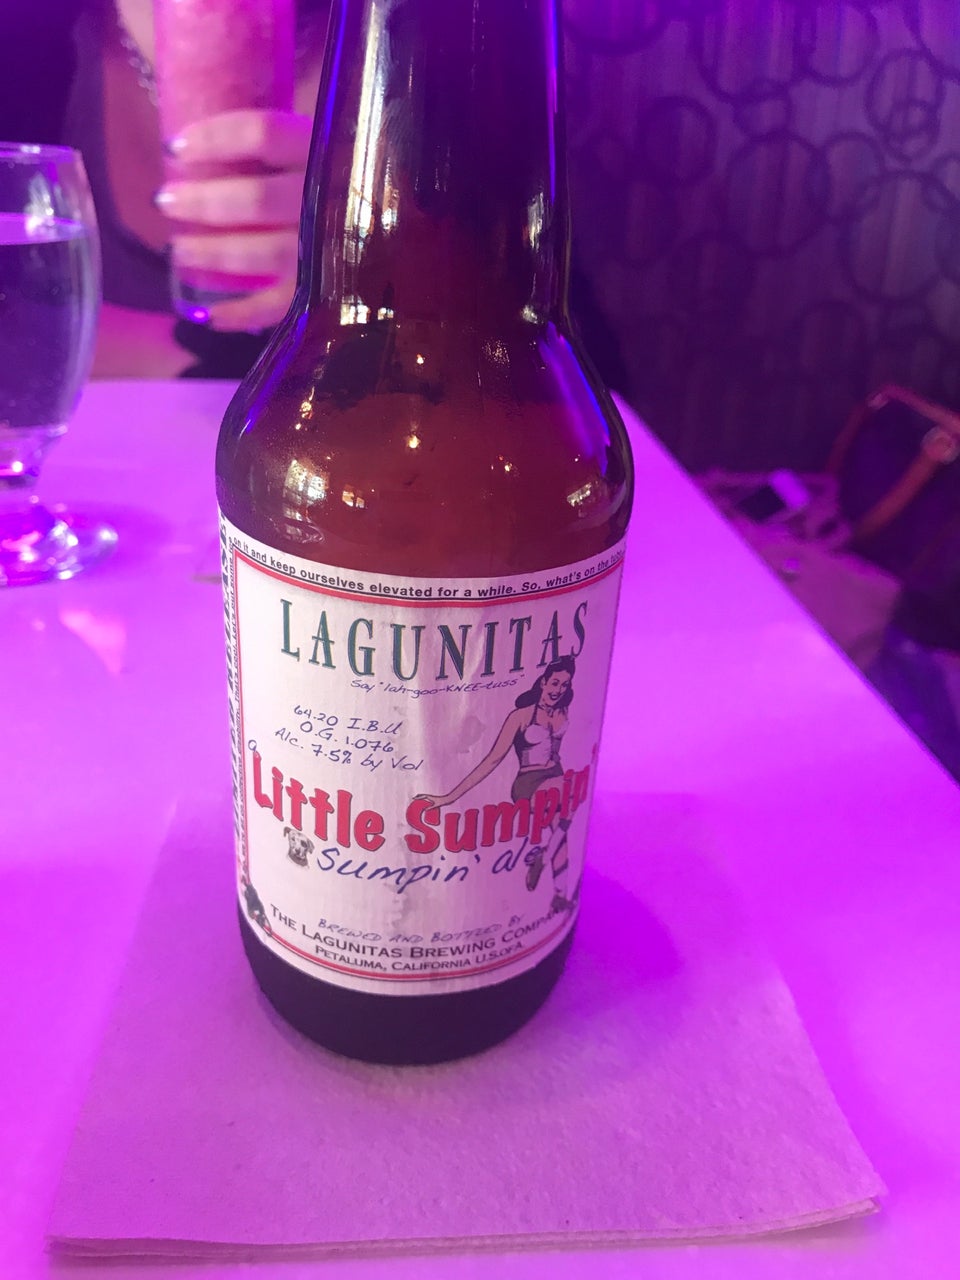 on it and keep ourselves elevated for a while. So, what's on the
LAGUNITAS
Say "lah-goo-KNEE-tuss"
64.20 I.B.U
O.G. 1.076
Alc. 7.5% by Vol
a
Little Sumpin'
Sumpin' ale
BREWED AND BOTTLED BY
THE LAGUNITAS BREWING COMPANY
PETALUMA, CALIFORNIA U.S.OFA.